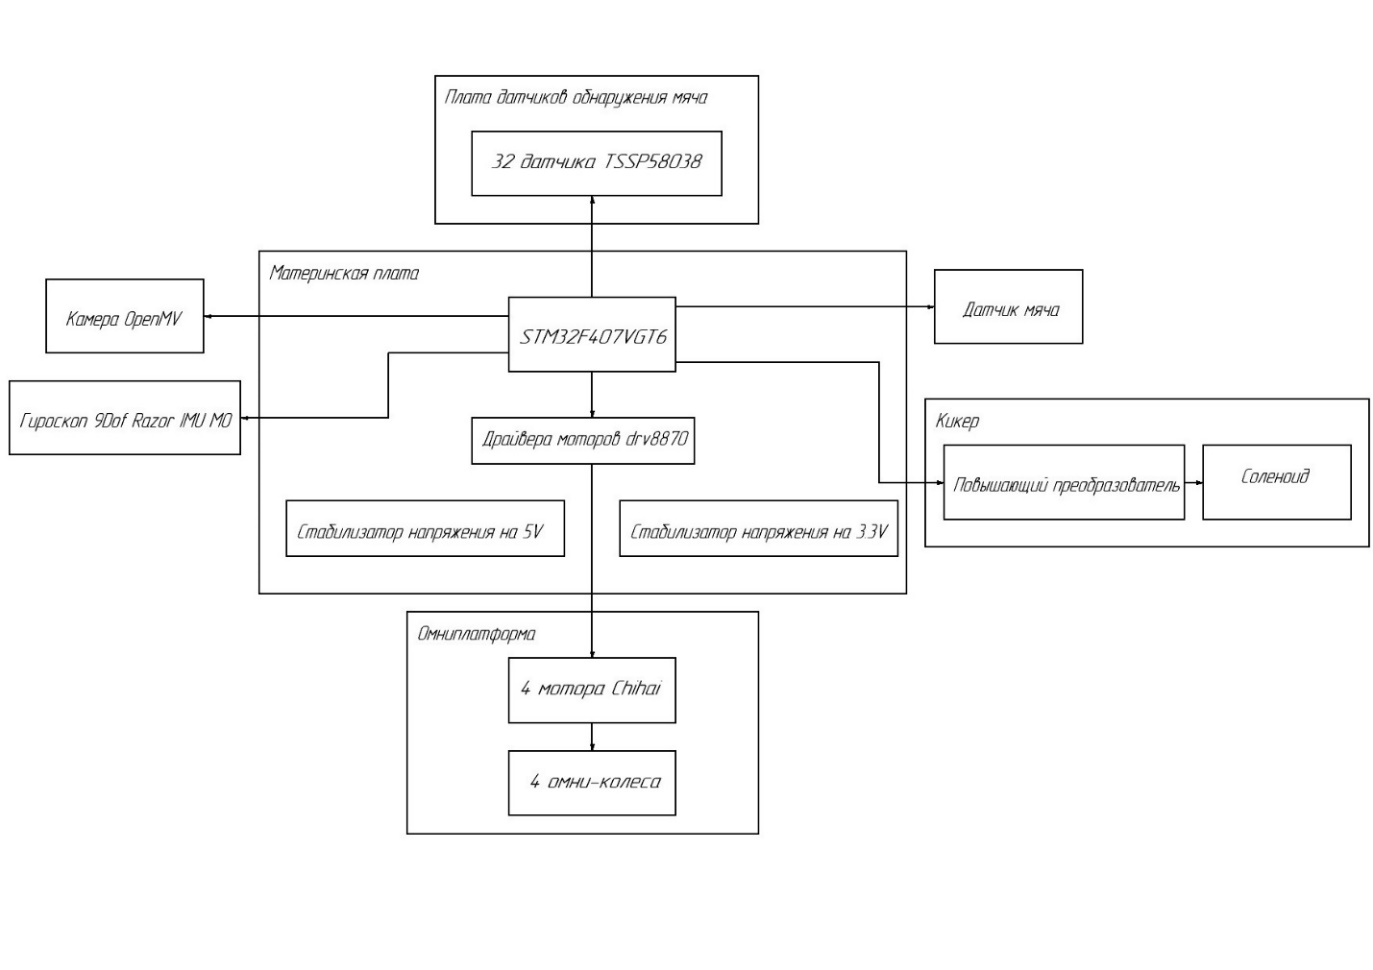 Плата датчиков обнаружения мяча
32 датчика TSSP58038
Материнская плата
Камера OpenMV
STM32F407VGT6
Датчик мяча
Гироскоп 9Dof Razor IMU M0
Драйвера моторов drv8870
Кикер
Повышающий преобразователь
Соленоид
Стабилизатор напряжения на 5V
Стабилизатор напряжения на 3.3V
Омниплатформа
4 мотора Chihai
4 омни-колеса